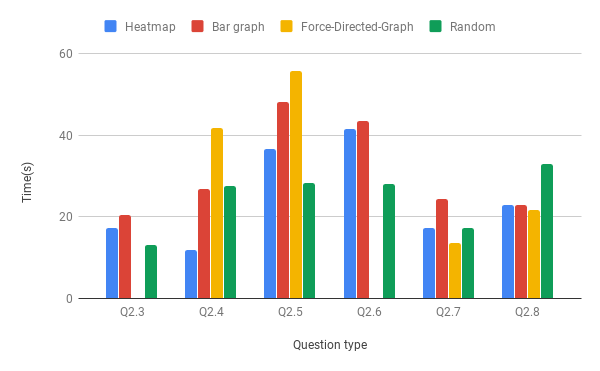 Heatmap Bar graph Force-Directed-Graph Random
60
40
20
0
Time(s)
Q2.3 Q2.4 Q2.5 Q2.6 Q2.7 Q2.8
Question type